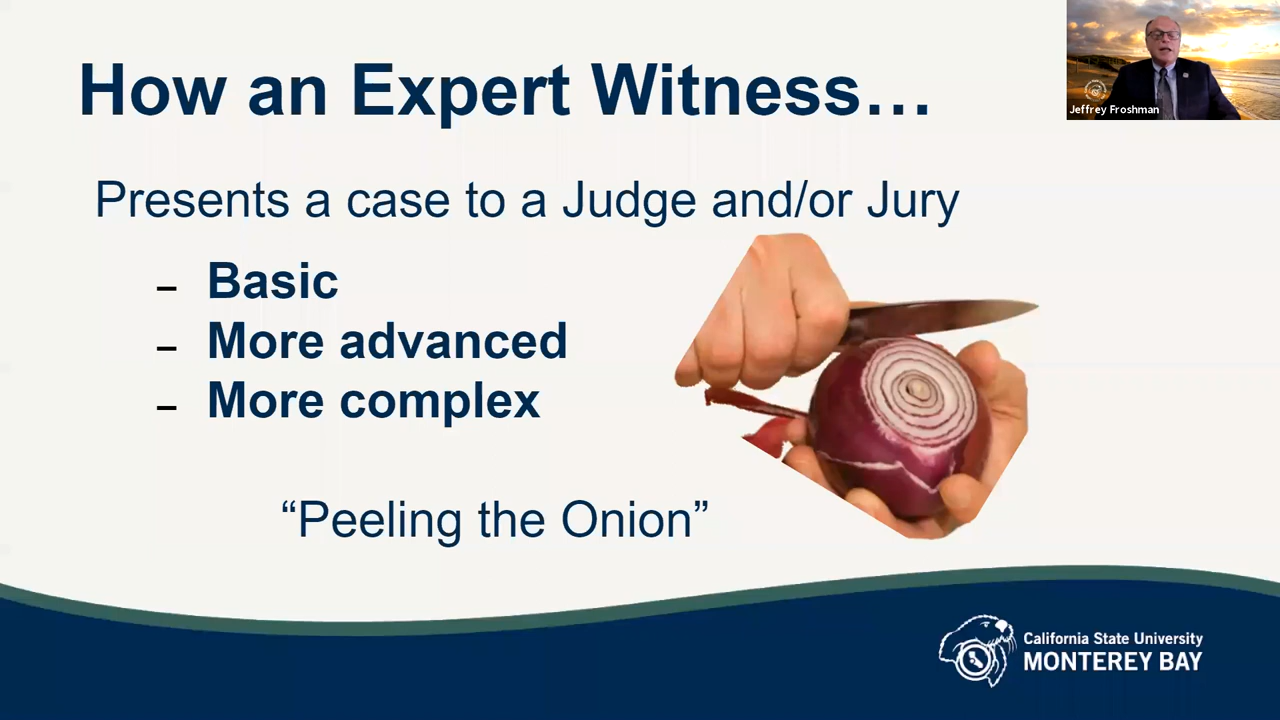 How an Expert Witness…
Jeffrey Froshman
Presents a case to a Judge and/or Jury
– Basic
– More advanced
– More complex
“Peeling the Onion”
California State University
MONTEREY BAY